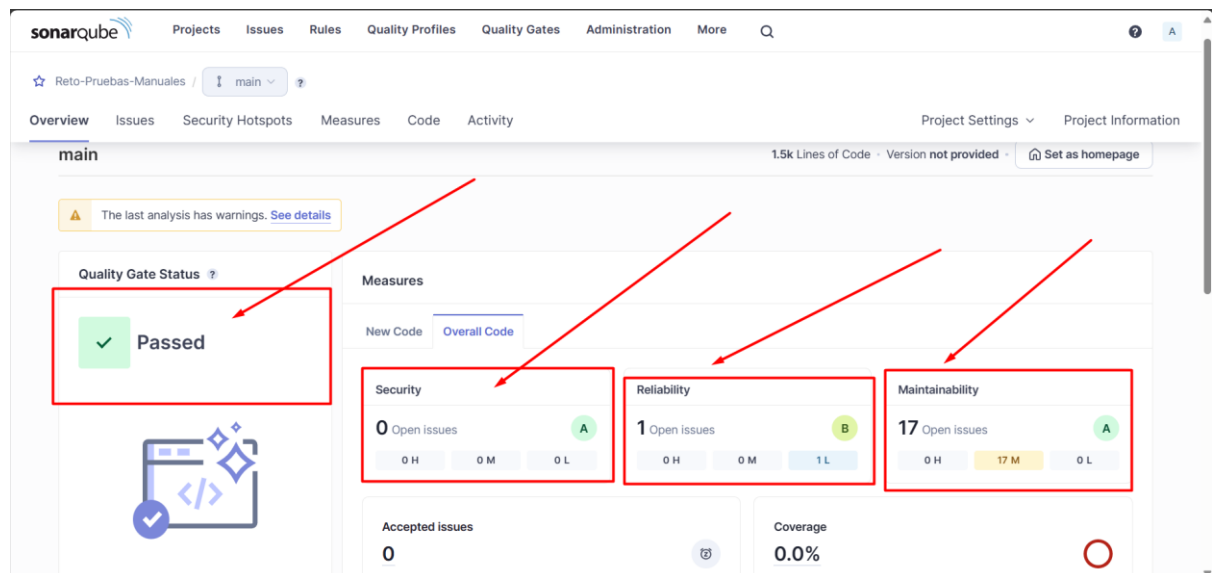 sonarqube Projects Issues Rules Quality Profiles Quality Gates Administration More ? A
Reto-Pruebas-Manuales / main ?
Overview Issues Security Hotspots Measures Code Activity Project Settings Project Information
main 1.5k Lines of Code · Version not provided · Set as homepage
The last analysis has warnings. See details
Quality Gate Status ?
Passed
Measures
New Code Overall Code
Security
0 Open issues A
0 H 0 M 0 L
Reliability
1 Open issues B
0 H 0 M 1 L
Maintainability
17 Open issues A
0 H 17 M 0 L
Accepted issues
0
Coverage
0.0%